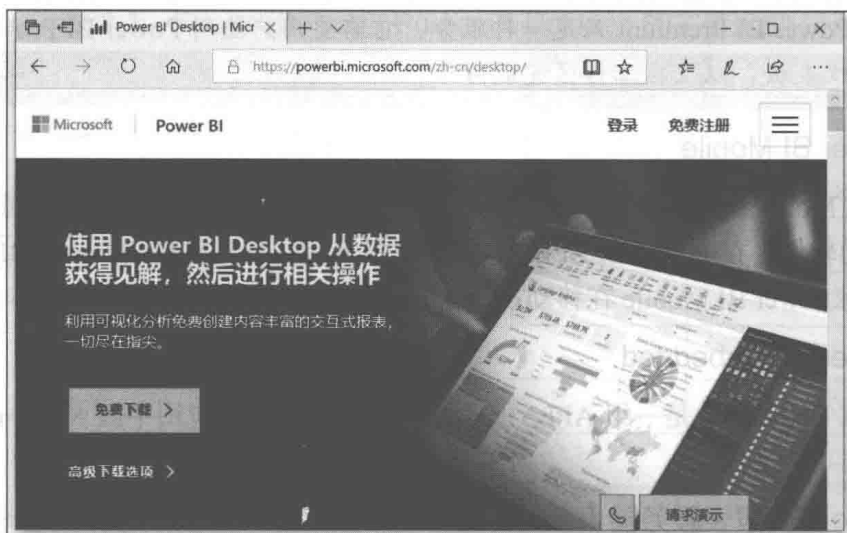 Power BI Desktop | Micr
https://powerbi.microsoft.com/zh-cn/desktop/
Microsoft
Power BI
登录
免费注册
使用 Power BI Desktop 从数据
获得见解，然后进行相关操作
利用可视化分析免费创建内容丰富的交互式报表，
一切尽在指尖。
免费下载
高级下载选项
请求演示